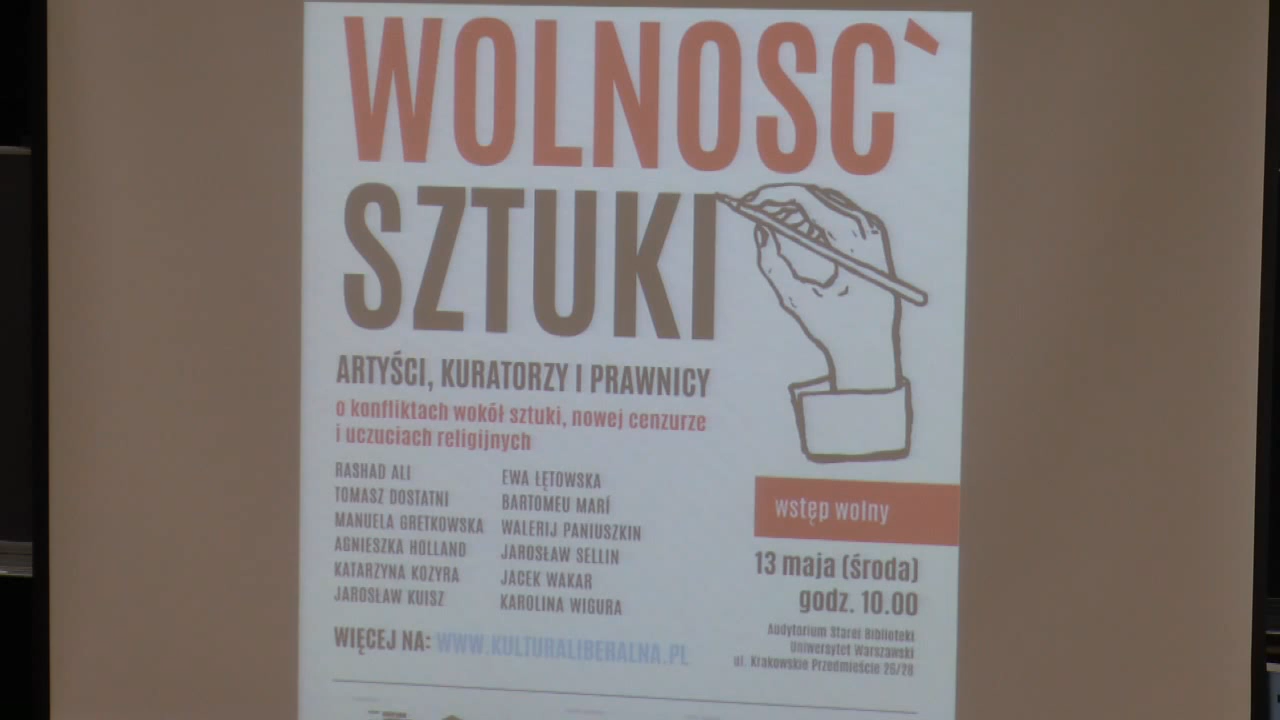 WOLNOSC`
SZTUKI
ARTYŚCI, KURATORZY I PRAWNICY
o konfliktach wokół sztuki, nowej cenzurze
i uczuciach religijnych
RASHAD ALI
TOMASZ DOSTATNI
MANUELA GRETKOWSKA
AGNIESZKA HOLLAND
KATARZYNA KOZYRA
JAROSŁAW KUISZ
EWA ŁĘTOWSKA
BARTOMEU MARÍ
WALERIJ PANIUSZKIN
JAROSŁAW SELLIN
JACEK WAKAR
KAROLINA WIGURA
WIĘCEJ NA: WWW.KULTURALIBERALNA.PL
wstęp wolny
13 maja (środa)
godz. 10.00
Audytorium Starej Biblioteki
Uniwersytet Warszawski
ul. Krakowskie Przedmieście 26/28